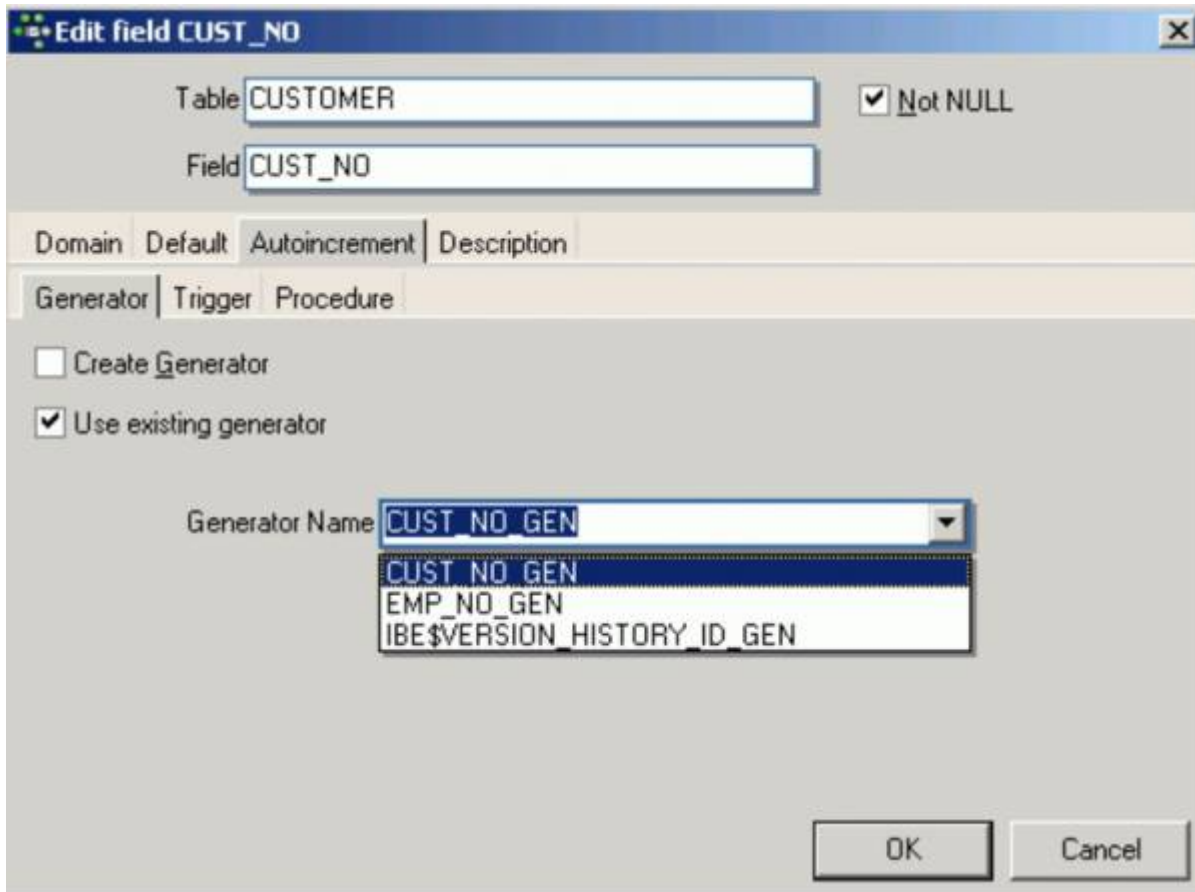 Edit field CUST_NO
Table CUSTOMER Not NULL
Field CUST_NO
Domain Default Autoincrement Description
Generator Trigger Procedure
Create Generator
Use existing generator
Generator Name CUST_NO_GEN
CUST_NO_GEN
EMP_NO_GEN
IBE$VERSION_HISTORY_ID_GEN
OK Cancel